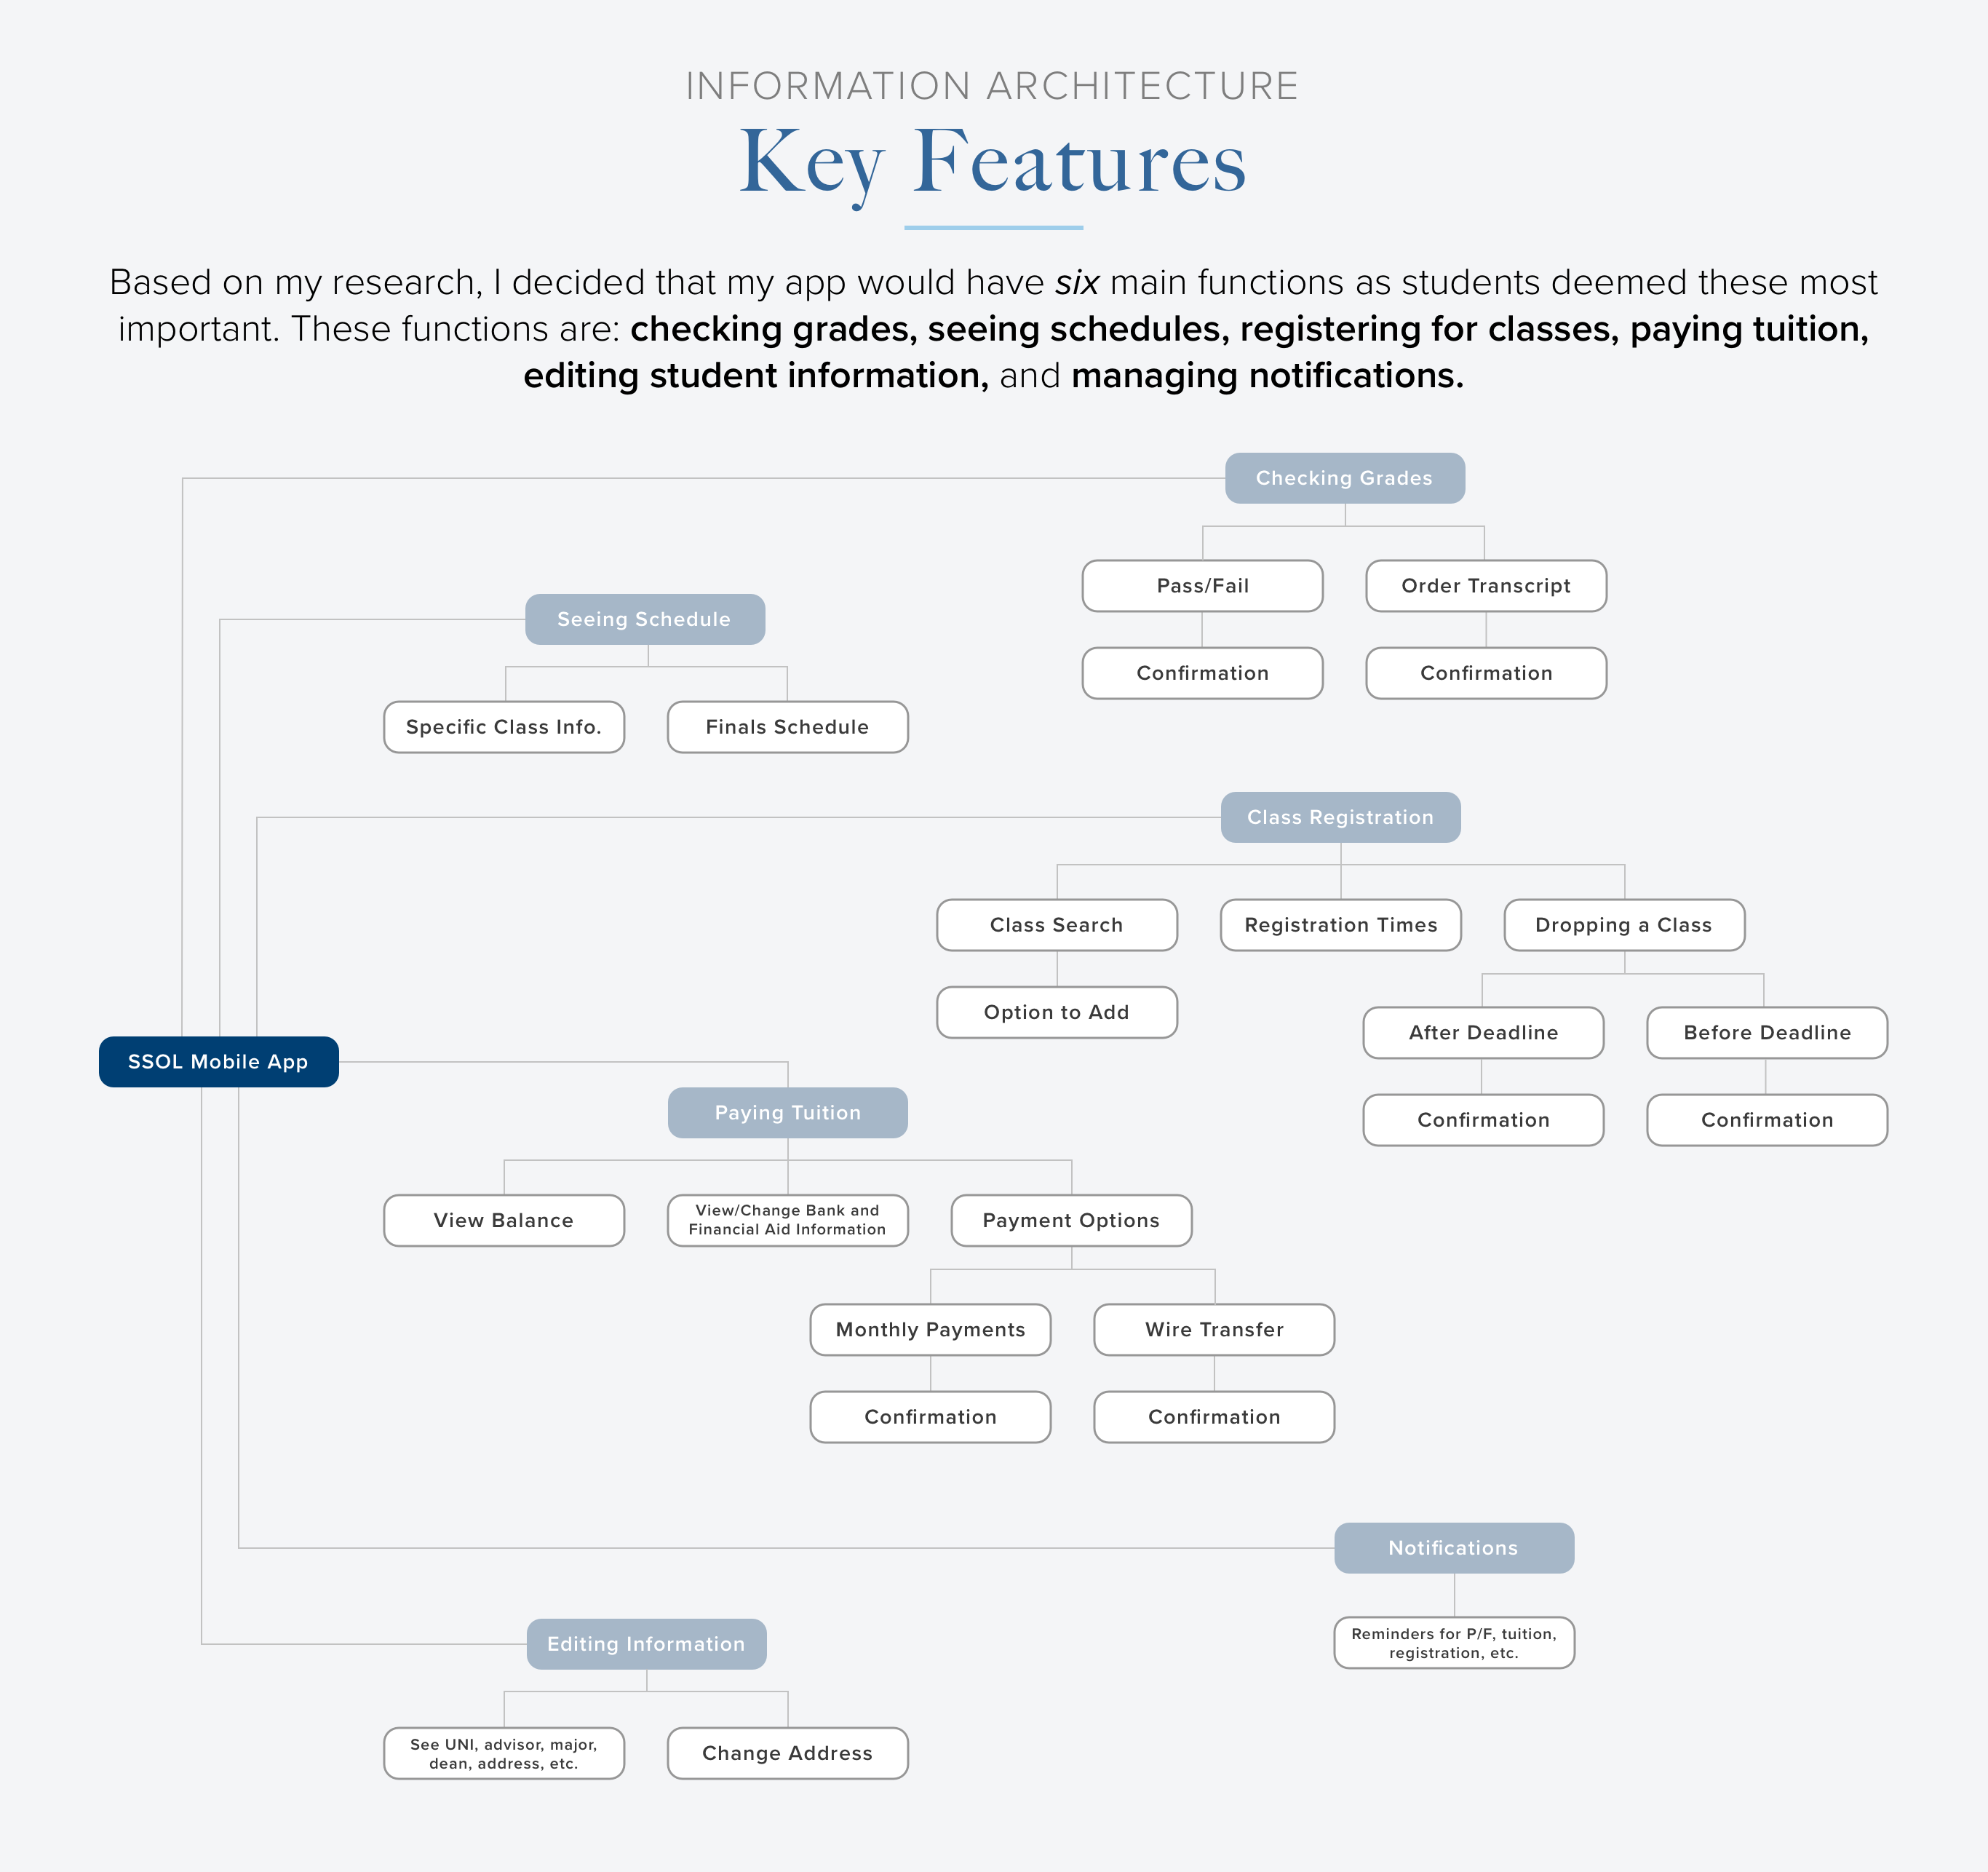 INFORMATION ARCHITECTURE
Key Features
Based on my research, I decided that my app would have six main functions as students deemed these most
important. These functions are: checking grades, seeing schedules, registering for classes, paying tuition,
editing student information, and managing notifications.
Checking Grades
Pass/Fail
Order Transcript
Confirmation
Confirmation
Seeing Schedule
Specific Class Info.
Finals Schedule
Class Registration
Class Search
Registration Times
Dropping a Class
Option to Add
After Deadline
Before Deadline
Confirmation
Confirmation
SSOL Mobile App
Paying Tuition
View Balance
View/Change Bank and
Financial Aid Information
Payment Options
Monthly Payments
Wire Transfer
Confirmation
Confirmation
Notifications
Reminders for P/F, tuition,
registration, etc.
Editing Information
See UNI, advisor, major,
dean, address, etc.
Change Address